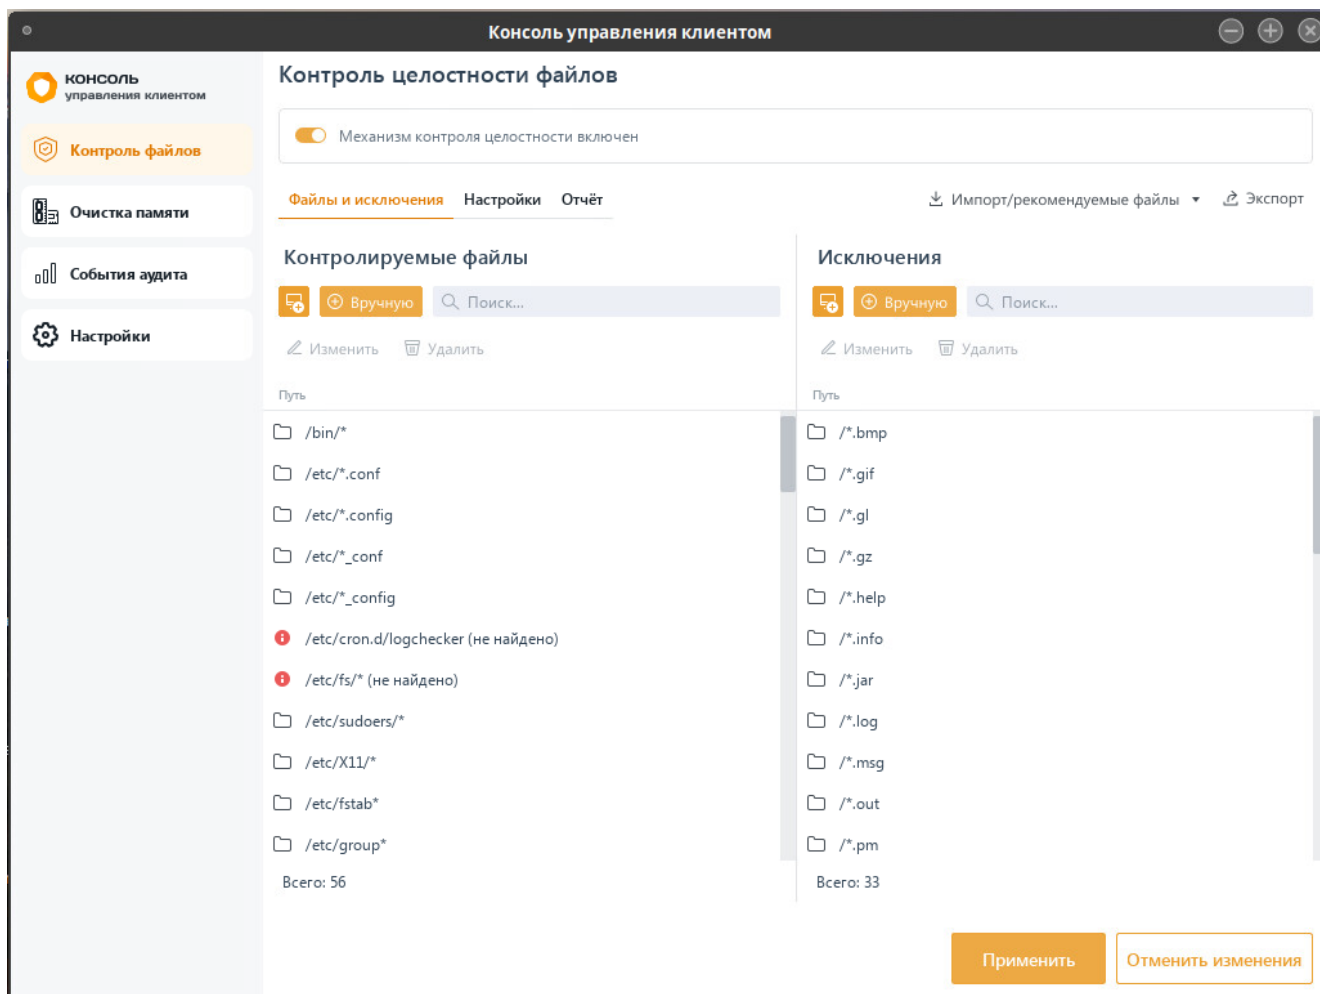 Консоль управления клиентом
КОНСОЛЬ
управления клиентом
Контроль файлов
Очистка памяти
События аудита
Настройки
Контроль целостности файлов
Механизм контроля целостности включен
Файлы и исключения Настройки Отчёт
Импорт/рекомендуемые файлы Экспорт
Контролируемые файлы
Вручную Поиск...
Изменить Удалить
Путь
/bin/*
/etc/*.conf
/etc/*.config
/etc/*_conf
/etc/*_config
/etc/cron.d/logchecker (не найдено)
/etc/fs/* (не найдено)
/etc/sudoers/*
/etc/X11/*
/etc/fstab*
/etc/group*
Всего: 56
Исключения
Вручную Поиск...
Изменить Удалить
Путь
/*.bmp
/*.gif
/*.gl
/*.gz
/*.help
/*.info
/*.jar
/*.log
/*.msg
/*.out
/*.pm
Всего: 33
Применить Отменить изменения